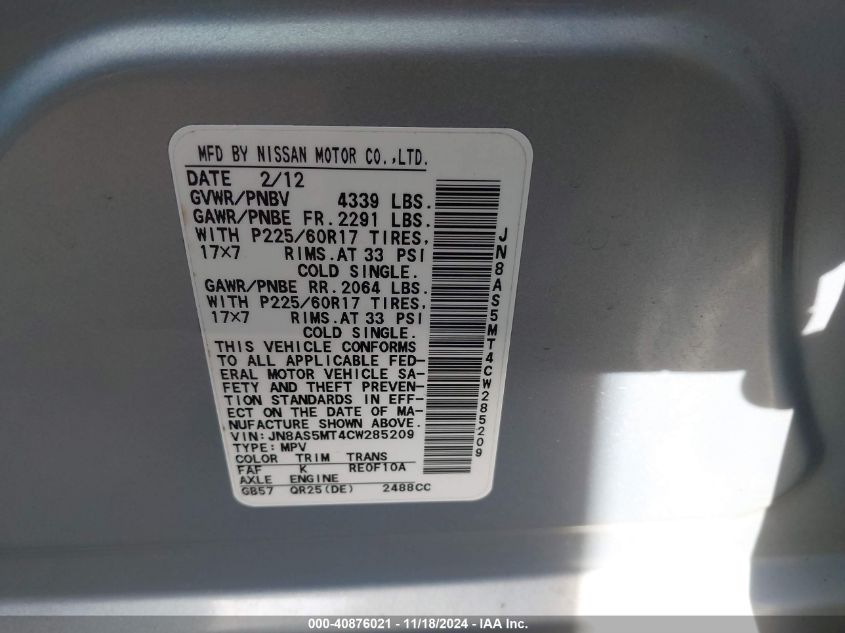 MFD BY NISSAN MOTOR CO.,LTD.
DATE 2/12
GVWR/PNBV 4339 LBS.
GAWR/PNBE FR. 2291 LBS.
WITH P225/60R17 TIRES,
17×7 RIMS. AT 33 PSI
COLD SINGLE.
GAWR/PNBE RR. 2064 LBS.
WITH P225/60R17 TIRES,
17×7 RIMS. AT 33 PSI
COLD SINGLE.
THIS VEHICLE CONFORMS
TO ALL APPLICABLE FED-
ERAL MOTOR VEHICLE SA-
FETY AND THEFT PREVEN-
TION STANDARDS IN EFF-
ECT ON THE DATE OF MA-
NUFACTURE SHOWN ABOVE.
VIN: JN8AS5MT4CW285209
TYPE: MPV
COLOR TRIM TRANS
FAF K RE0F10A
AXLE ENGINE
GB57 QR25(DE) 2488CC
JN8AS5MT4CW285209
000-40876021 - 11/18/2024 - IAA Inc.